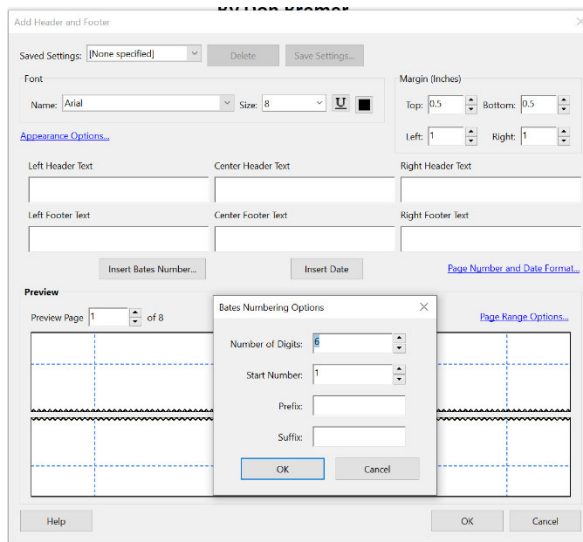 By Don Bremer
Add Header and Footer
Saved Settings: [None specified] Delete Save Settings...
Font
Name: Arial Size: 8 U
Margin (Inches)
Top: 0.5 Bottom: 0.5
Left: 1 Right: 1
Appearance Options...
Left Header Text Center Header Text Right Header Text
Left Footer Text Center Footer Text Right Footer Text
Insert Bates Number... Insert Date Page Number and Date Format...
Preview
Preview Page 1 of 8 Page Range Options...
Bates Numbering Options
Number of Digits: 6
Start Number: 1
Prefix:
Suffix:
OK Cancel
Help OK Cancel